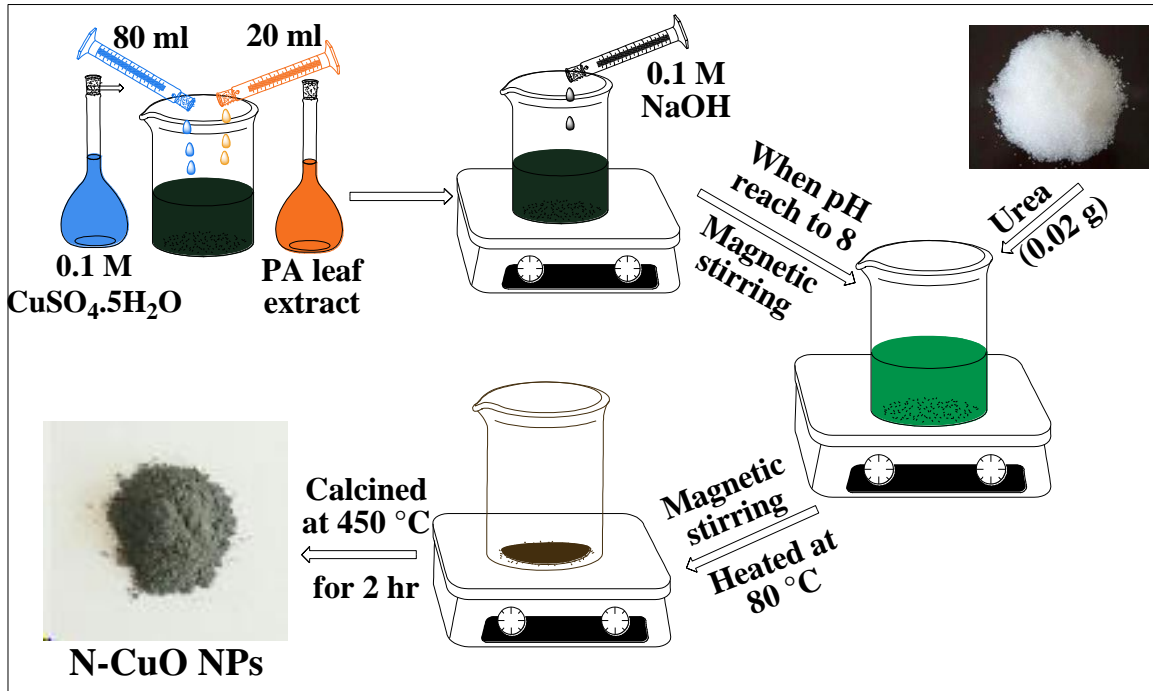 80 ml
20 ml
0.1 M
CuSO₄.5H₂O
PA leaf
extract
0.1 M
NaOH
When pH
reach to 8
Magnetic
stirring
Urea
(0.02 g)
Magnetic
stirring
Heated at
80 °C
Calcined
at 450 °C
for 2 hr
N-CuO NPs